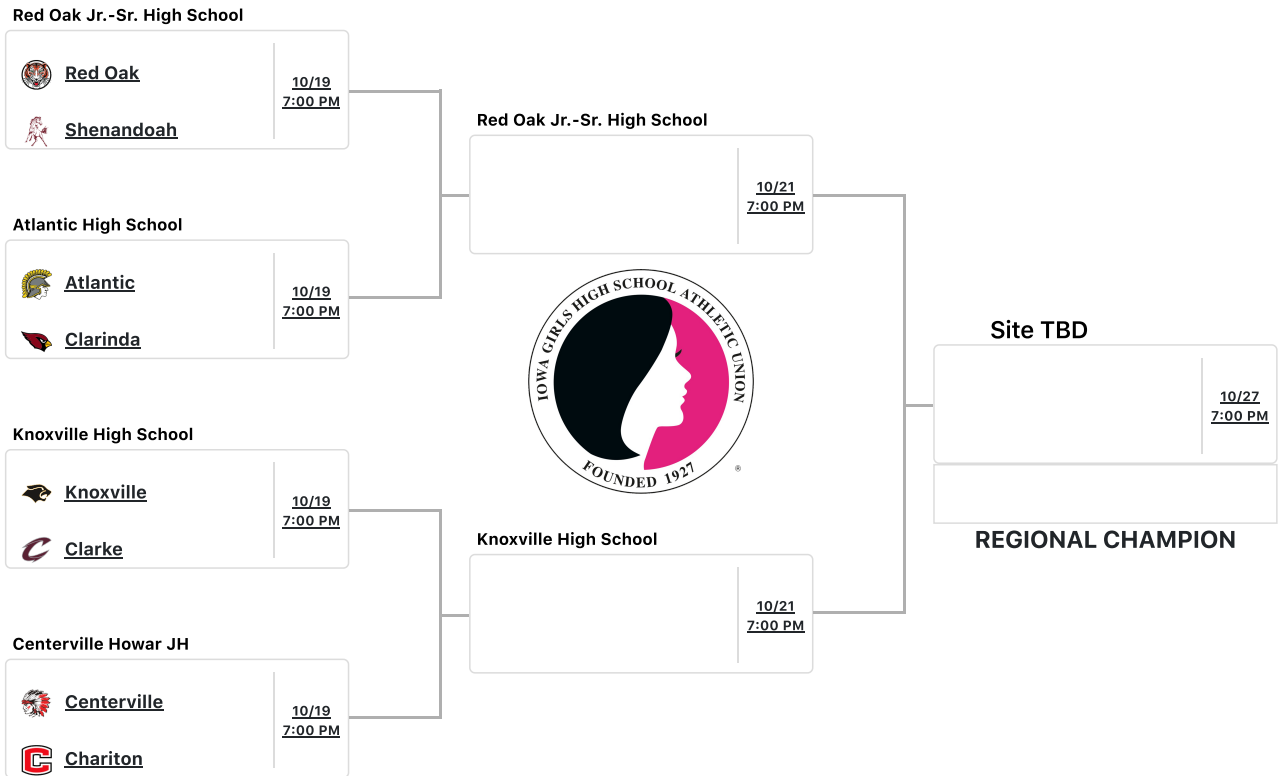 Red Oak Jr.-Sr. High School
Red Oak
Shenandoah
10/19
7:00 PM
Atlantic High School
Atlantic
Clarinda
10/19
7:00 PM
Knoxville High School
Knoxville
Clarke
10/19
7:00 PM
Centerville Howar JH
Centerville
Chariton
10/19
7:00 PM
Red Oak Jr.-Sr. High School
10/21
7:00 PM
IOWA GIRLS HIGH SCHOOL ATHLETIC UNION
FOUNDED 1927
®
Knoxville High School
10/21
7:00 PM
Site TBD
10/27
7:00 PM
REGIONAL CHAMPION
C
C